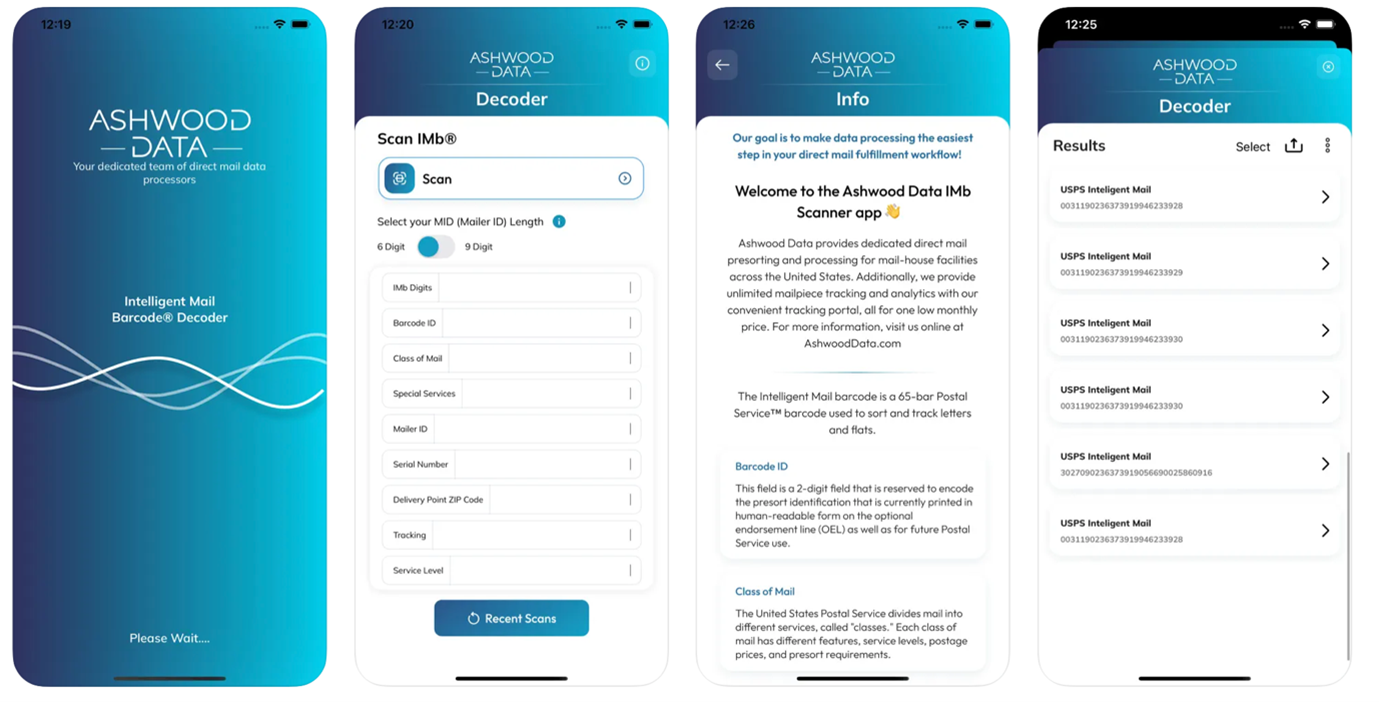 12:19
ASHWOOD
DATA
Your dedicated team of direct mail data
processors
Intelligent Mail
Barcode® Decoder
Please Wait....
12:20
ASHWOOD
DATA
Decoder
Scan IMb®
Scan
Select your MID (Mailer ID) Length
6 Digit 9 Digit
IMb Digits
Barcode ID
Class of Mail
Special Services
Mailer ID
Serial Number
Delivery Point ZIP Code
Tracking
Service Level
Recent Scans
12:26
ASHWOOD
DATA
Info
Our goal is to make data processing the easiest
step in your direct mail fulfillment workflow!
Welcome to the Ashwood Data IMb
Scanner app 👋
Ashwood Data provides dedicated direct mail
presorting and processing for mail-house facilities
across the United States. Additionally, we provide
unlimited mailpiece tracking and analytics with our
convenient tracking portal, all for one low monthly
price. For more information, visit us online at
AshwoodData.com
The Intelligent Mail barcode is a 65-bar Postal
Service™ barcode used to sort and track letters
and flats.
Barcode ID
This field is a 2-digit field that is reserved to encode
the presort identification that is currently printed in
human-readable form on the optional
endorsement line (OEL) as well as for future Postal
Service use.
Class of Mail
The United States Postal Service divides mail into
different services, called "classes." Each class of
mail has different features, service levels, postage
prices, and presort requirements.
12:25
ASHWOOD
DATA
Decoder
Results Select
USPS Inteligent Mail
00311902363739199462​33928
USPS Inteligent Mail
0031190236373919946233929
USPS Inteligent Mail
0031190236373919946233930
USPS Inteligent Mail
0031190236373919946233930
USPS Inteligent Mail
3027090236373919056690025860916
USPS Inteligent Mail
0031190236373919946233928